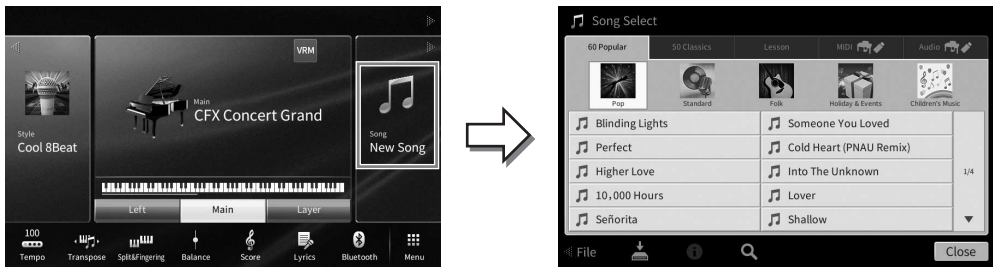 VRM
Main
CFX Concert Grand
Style
Cool 8Beat
Song
New Song
Left
Main
Layer
100
Tempo
Transpose
Split&Fingering
Balance
Score
Lyrics
Bluetooth
Menu
Song Select
60 Popular
50 Classics
Lesson
MIDI
Audio
Pop
Standard
Folk
Holiday & Events
Children's Music
Blinding Lights
Someone You Loved
Perfect
Cold Heart (PNAU Remix)
Higher Love
Into The Unknown
1/4
10,000 Hours
Lover
Señorita
Shallow
File
Close